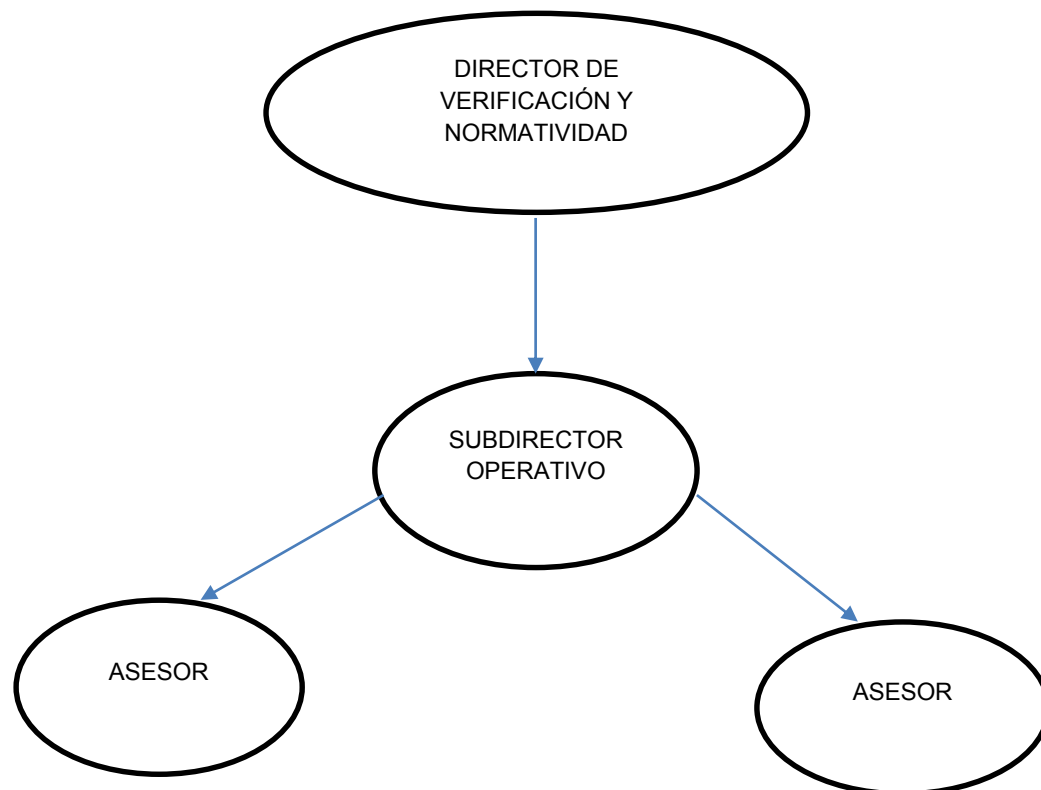 DIRECTOR DE
VERIFICACIÓN Y
NORMATIVIDAD
SUBDIRECTOR
OPERATIVO
ASESOR
ASESOR